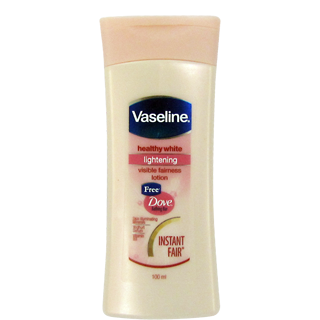 Vaseline.
healthy white
lightening
visible fairness
lotion
Free
Dove
INSTANT
FAIR
100 ml